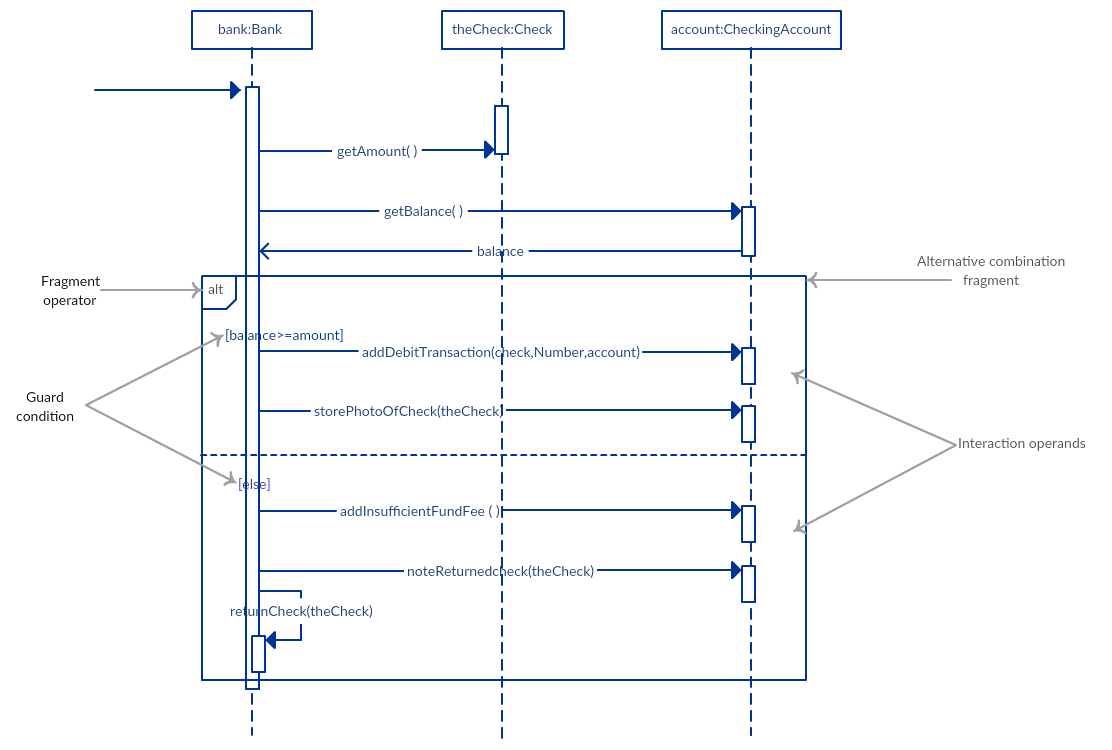 bank:Bank
theCheck:Check
account:CheckingAccount
getAmount( )
getBalance( )
balance
Alternative combination
fragment
Fragment
operator
alt
[balance>=amount]
addDebitTransaction(check,Number,account)
Guard
condition
storePhotoOfCheck(theCheck)
Interaction operands
[else]
addInsufficientFundFee ( )
noteReturnedcheck(theCheck)
returnCheck(theCheck)